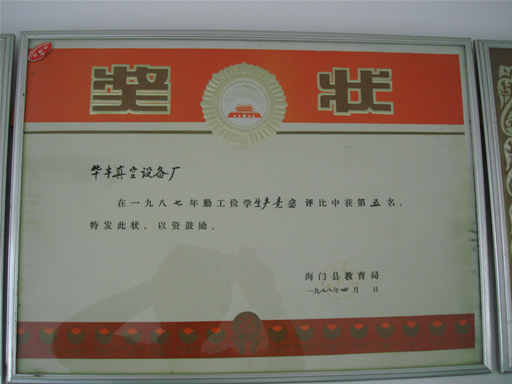 奖状
华丰真空设备厂
在一九八七年勤工俭学生产竞赛评比中获第五名。
特发此状，以资鼓励。
海门县教育局
一九八八年四月 日